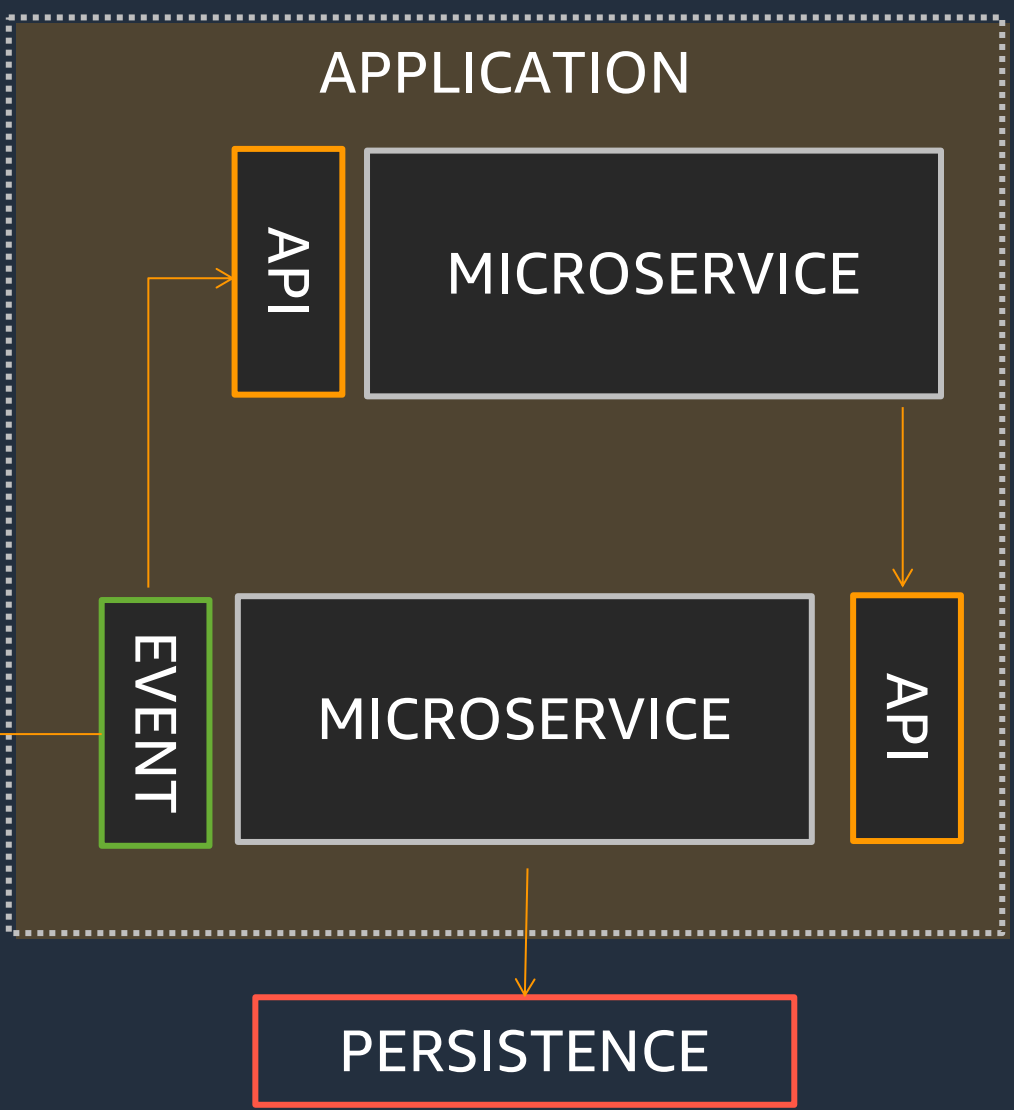 APPLICATION
API
MICROSERVICE
EVENT
MICROSERVICE
API
PERSISTENCE